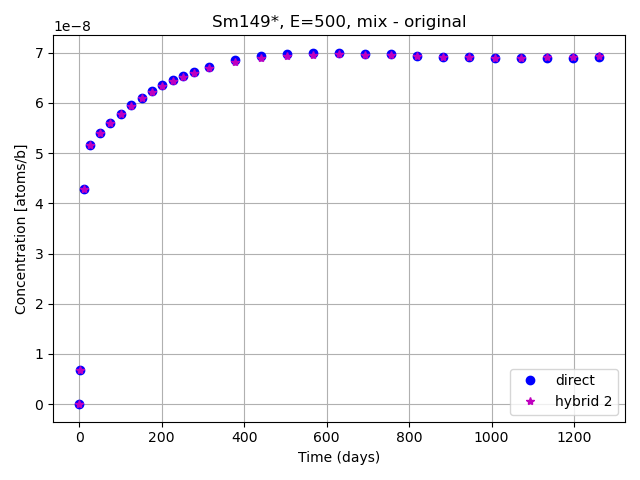 Sm149*, E=500, mix - original
1e−8
7
6
5
4
3
2
1
0
Concentration [atoms/b]
0 200 400 600 800 1000 1200
Time (days)
direct
hybrid 2